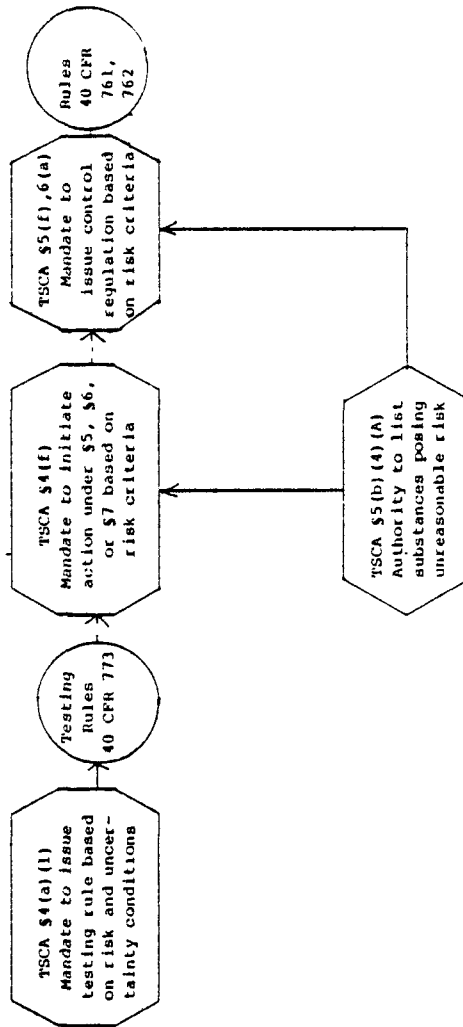 TSCA §4(a)(1)
Mandate to issue
testing rule based
on risk and uncer-
tainty conditions
Testing
Rules
40 CFR 773
TSCA §4(f)
Mandate to initiate
action under §5, §6,
or §7 based on
risk criteria
TSCA §5(f),6(a)
Mandate to
issue control
regulation based
on risk criteria
Rules
40 CFR
761,
762
TSCA §5(b)(4)(A)
Authority to list
substances posing
unreasonable risk